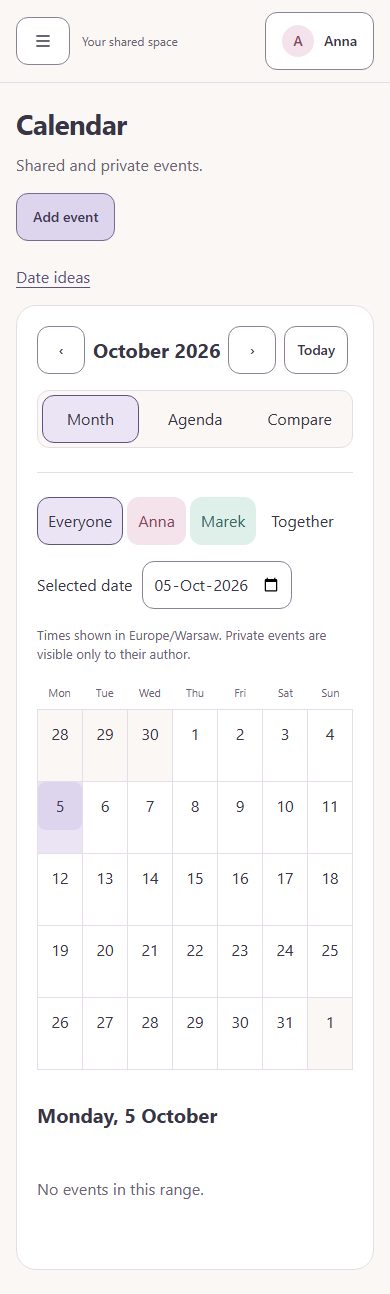 ☰ Your shared space A Anna
Calendar
Shared and private events.
Add event
Date ideas
‹ October 2026 › Today
Month Agenda Compare
Everyone Anna Marek Together
Selected date 05-Oct-2026
Times shown in Europe/Warsaw. Private events are
visible only to their author.
Mon Tue Wed Thu Fri Sat Sun
28 29 30 1 2 3 4
5 6 7 8 9 10 11
12 13 14 15 16 17 18
19 20 21 22 23 24 25
26 27 28 29 30 31 1
Monday, 5 October
No events in this range.